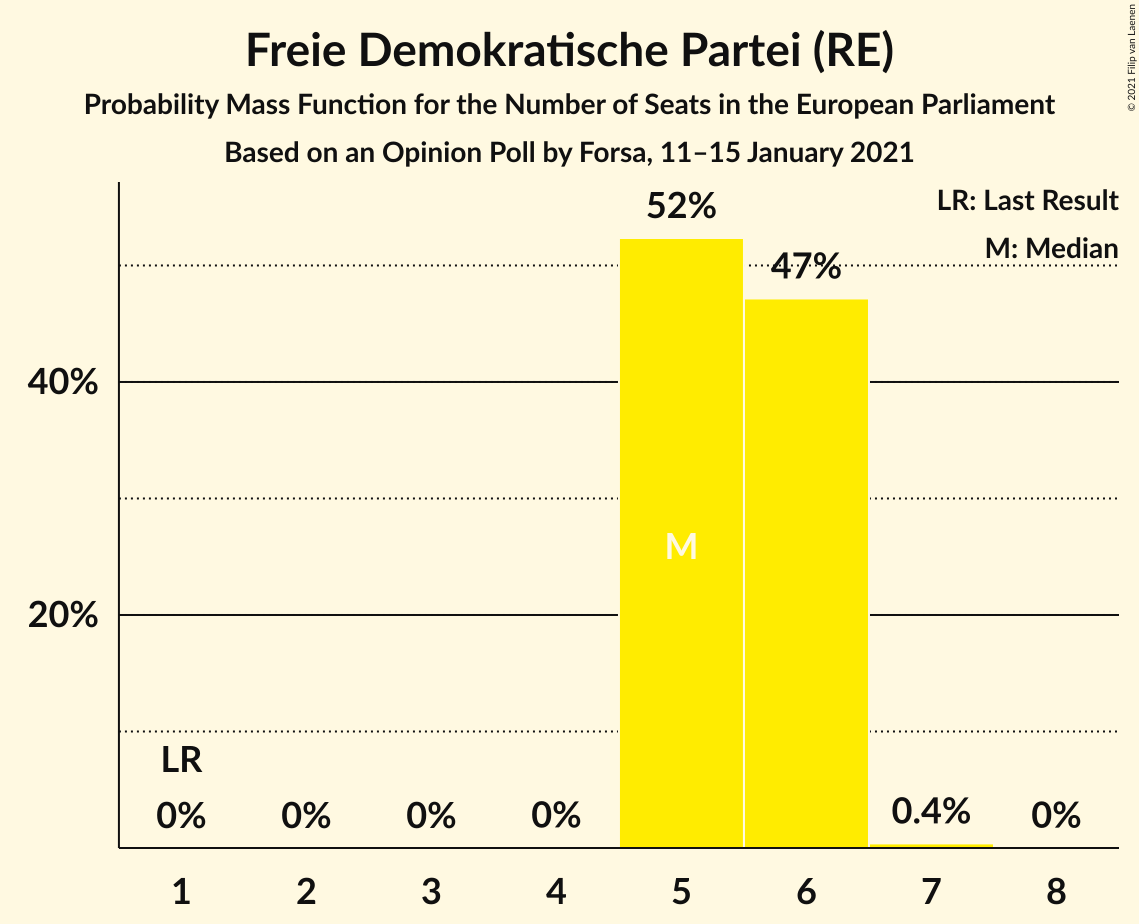 Freie Demokratische Partei (RE)
Probability Mass Function for the Number of Seats in the European Parliament
Based on an Opinion Poll by Forsa, 11–15 January 2021
© 2021 Filip van Laenen
LR: Last Result
M: Median
52%
47%
40%
M
20%
LR
0% 0% 0% 0% 0.4% 0%
1 2 3 4 5 6 7 8